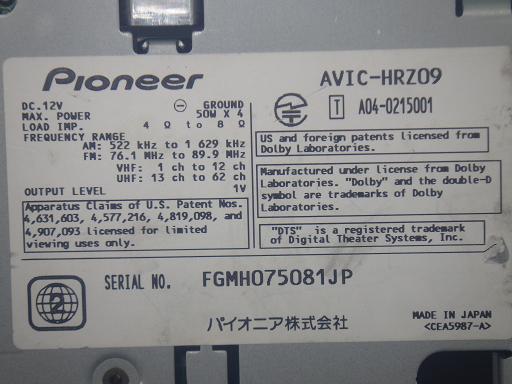 Pioneer
AVIC-HRZ09
DC.12V ⊖ GROUND
MAX. POWER 50W X 4
LOAD IMP. 4 Ω to 8 Ω
FREQUENCY RANGE
AM: 522 kHz to 1 629 kHz
FM: 76.1 MHz to 89.9 MHz
VHF: 1 ch to 12 ch
UHF: 13 ch to 62 ch
OUTPUT LEVEL 1V
Apparatus Claims of U.S. Patent Nos.
4,631,603, 4,577,216, 4,819,098, and
4,907,093 licensed for limited
viewing uses only.
T A04-0215001
US and foreign patents licensed from
Dolby Laboratories.
Manufactured under license from Dolby
Laboratories. "Dolby" and the double-D
symbol are trademarks of Dolby
Laboratories.
"DTS" is a registered trademark
of Digital Theater Systems, Inc.
2
SERIAL NO. FGMH075081JP
パイオニア株式会社
MADE IN JAPAN
<CEA5987-A>